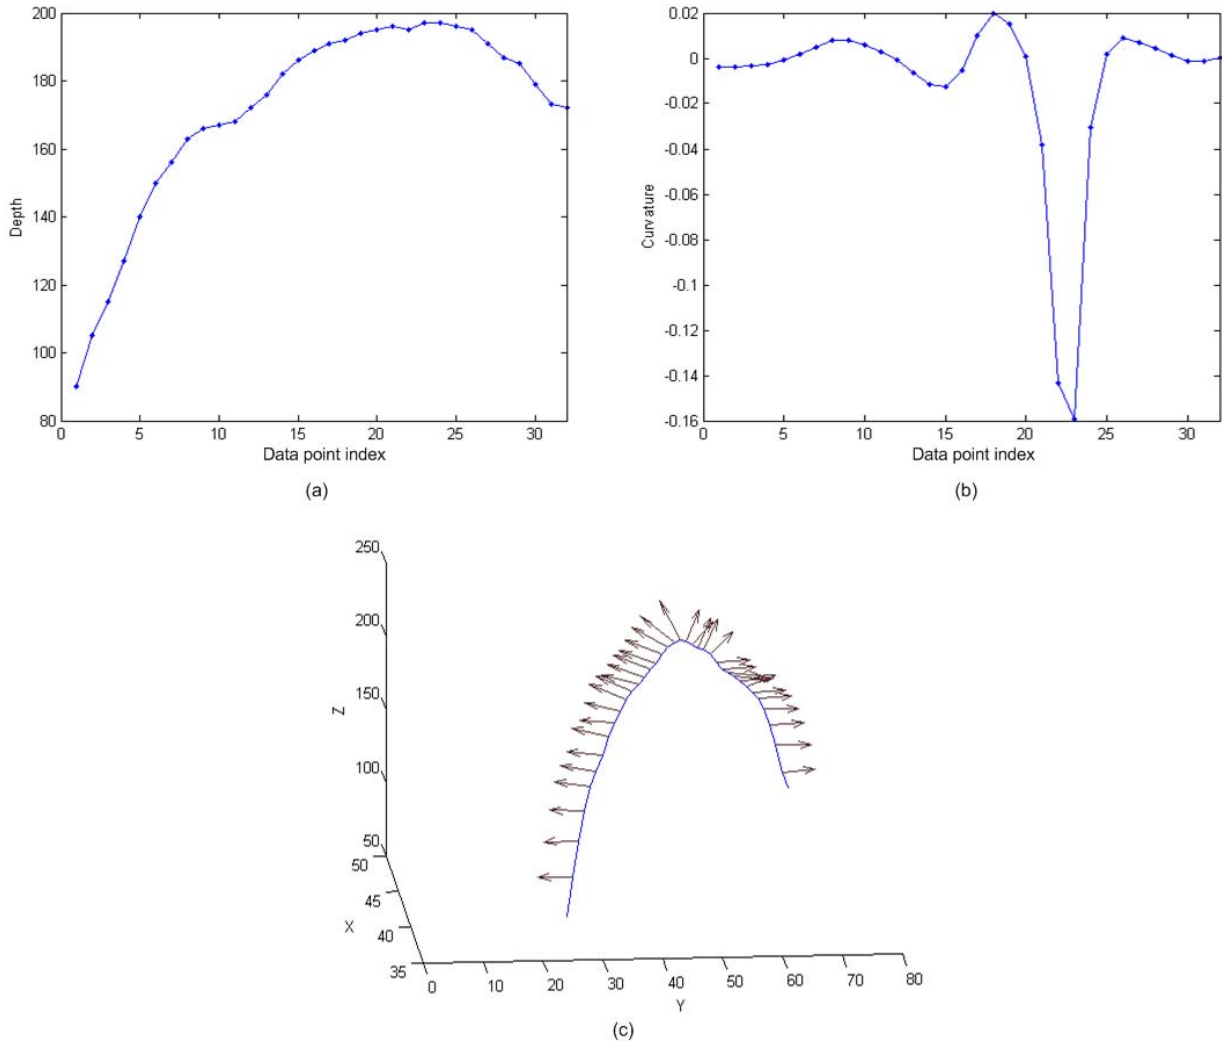 200
180
160
140
120
100
80
Depth
0 5 10 15 20 25 30
Data point index
(a)
0.02
0
-0.02
-0.04
-0.06
-0.08
-0.1
-0.12
-0.14
-0.16
Curvature
0 5 10 15 20 25 30
Data point index
(b)
250
200
150
100
50
Z
50
45
40
35
X
0 10 20 30 40 50 60 70 80
Y
(c)